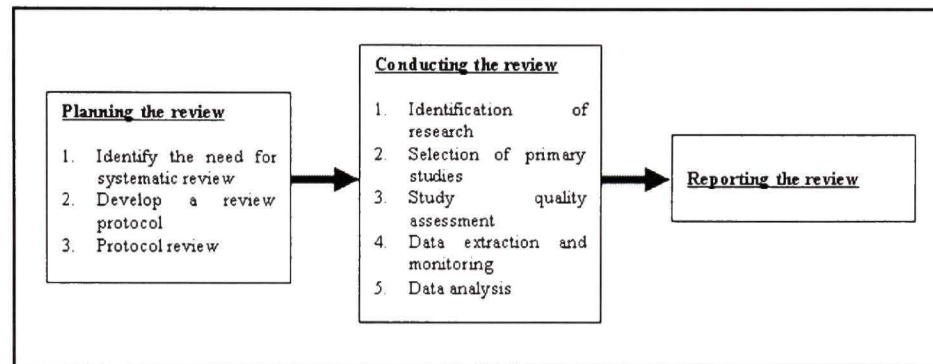 Planning the review
1. Identify the need for
systematic review
2. Develop a review
protocol
3. Protocol review
Conducting the review
1. Identification of
research
2. Selection of primary
studies
3. Study quality
assessment
4. Data extraction and
monitoring
5. Data analysis
Reporting the review